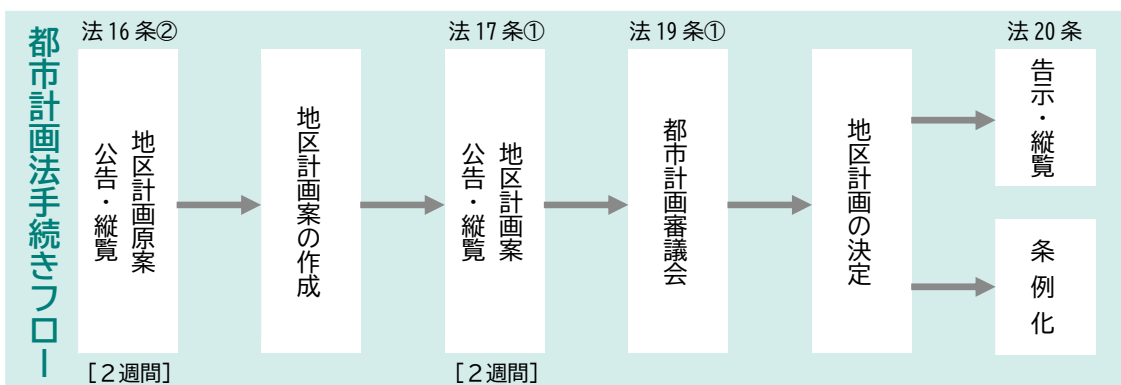 都市計画法手続きフロー
法16条②
地区計画原案
公告・縦覧
［２週間］
地区計画案の作成
法17条①
地区計画案
公告・縦覧
［２週間］
法19条①
都市計画審議会
地区計画の決定
法20条
告示・縦覧
条例化